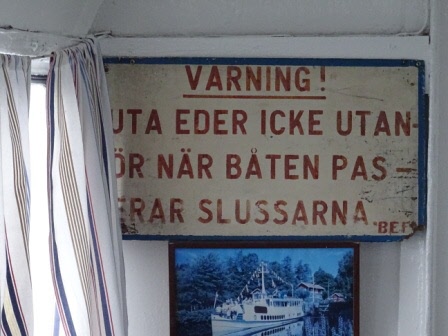 VARNING!
UTA EDER ICKE UTAN-
ÖR NÄR BÅTEN PAS-
ERAR SLUSSARNA.
BEF